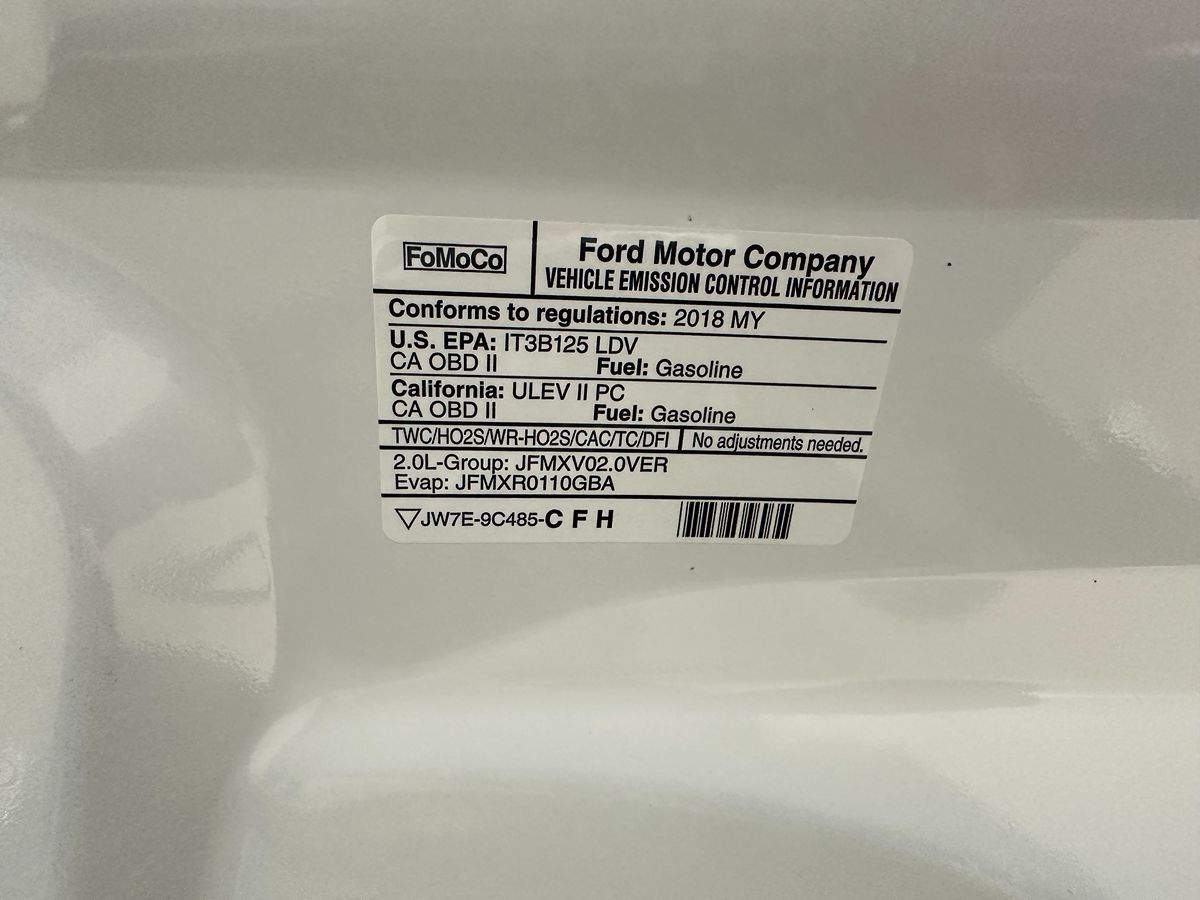 FoMoCo
Ford Motor Company
VEHICLE EMISSION CONTROL INFORMATION
Conforms to regulations: 2018 MY
U.S. EPA: IT3B125 LDV
CA OBD II Fuel: Gasoline
California: ULEV II PC
CA OBD II Fuel: Gasoline
TWC/HO2S/WR-HO2S/CAC/TC/DFI No adjustments needed.
2.0L-Group: JFMXV02.0VER
Evap: JFMXR0110GBA
▽JW7E-9C485-C F H